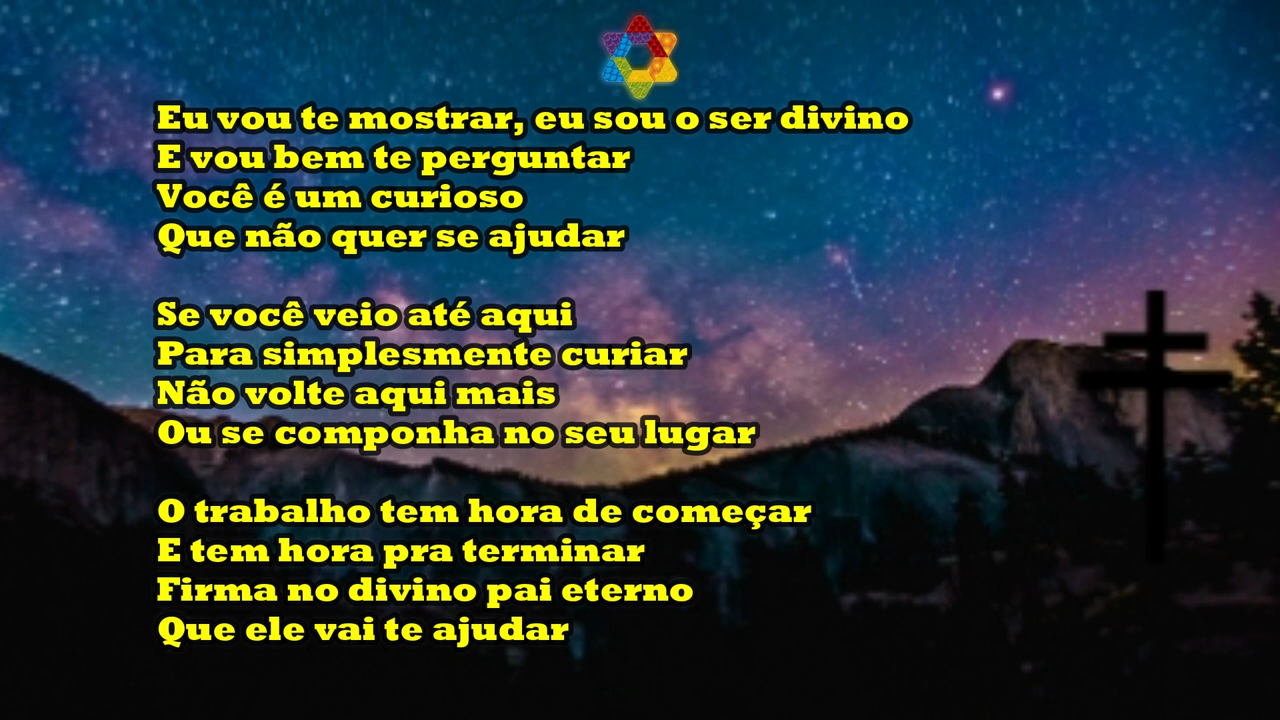 Eu vou te mostrar, eu sou o ser divino
E vou bem te perguntar
Você é um curioso
Que não quer se ajudar
Se você veio até aqui
Para simplesmente curiar
Não volte aqui mais
Ou se componha no seu lugar
O trabalho tem hora de começar
E tem hora pra terminar
Firma no divino pai eterno
Que ele vai te ajudar